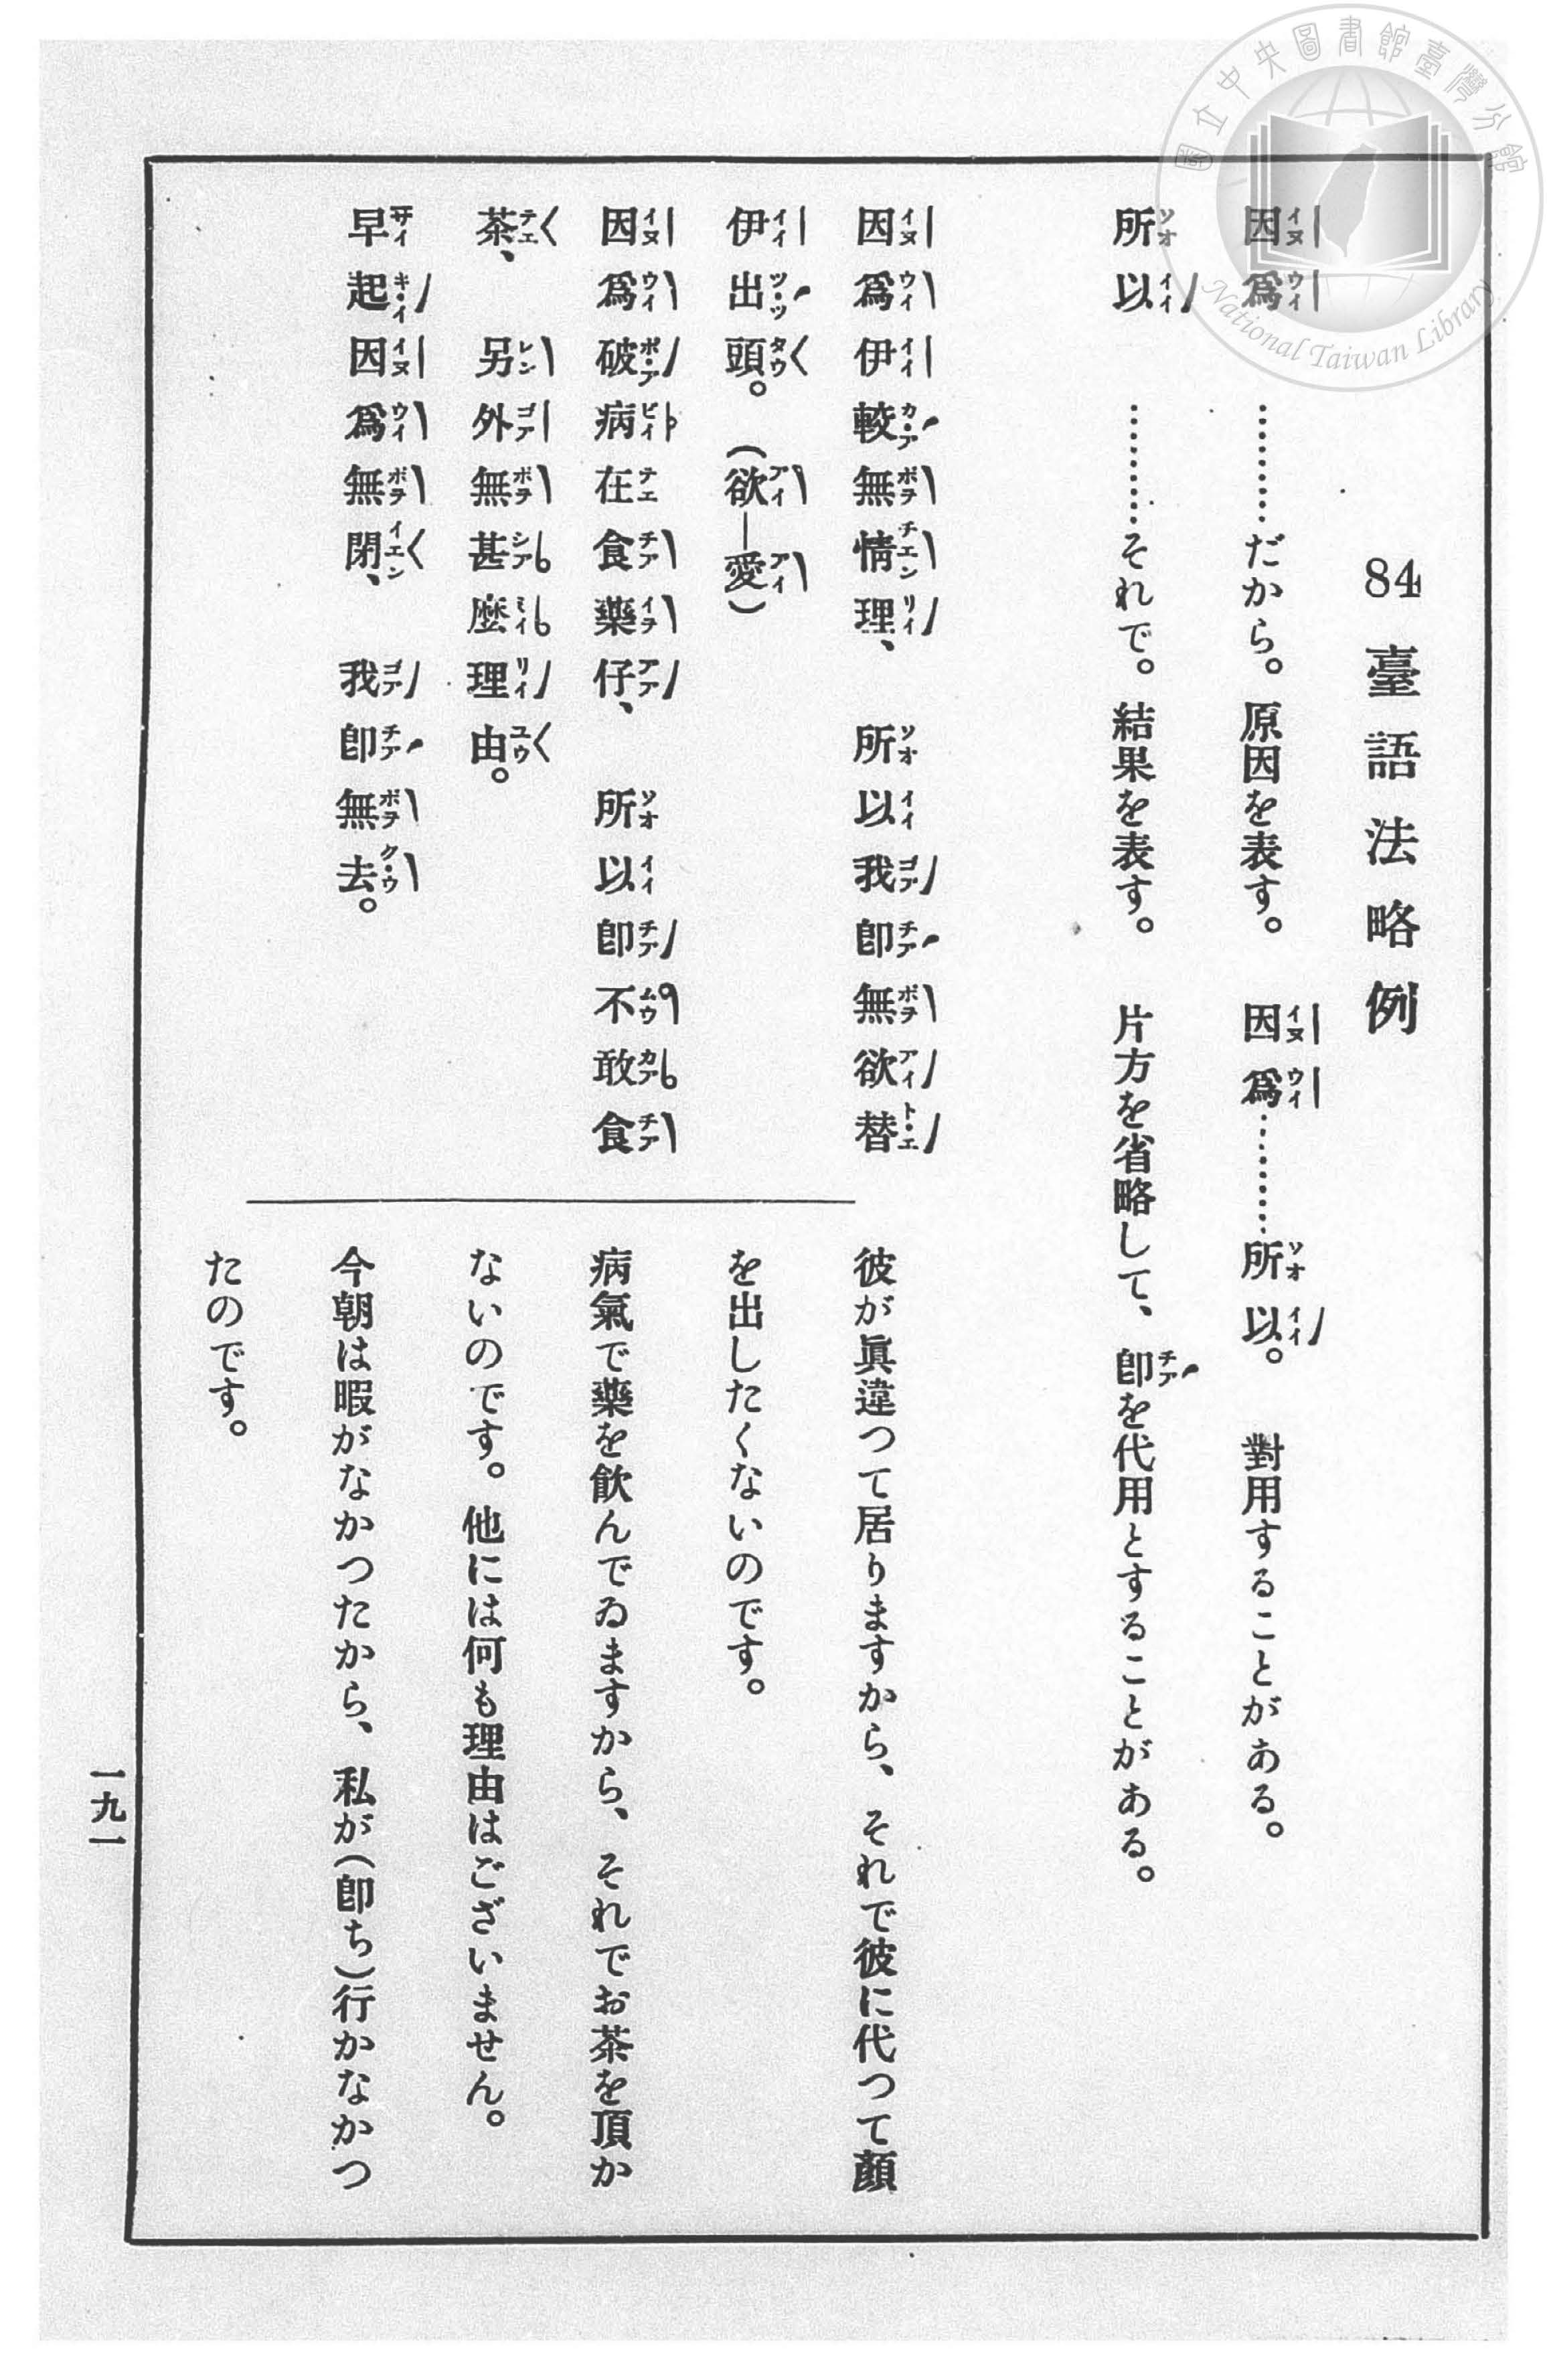 84 臺語法略例
因爲………だから。原因を表す。 因爲………所以。 對用することがある。
所以 ………それで。結果を表す。 片方を省略して、卽を代用とすることがある。
因爲伊較無情理、 所以我卽無欲替
伊出頭。(欲—愛)
因爲破病在食藥仔、 所以卽不敢食
茶、 另外無甚麼理由。
早起因爲無閉、 我卽無去。
彼が眞違つて居りますから、それで彼に代つて顏
を出したくないのです。
病氣で藥を飮んでゐますから、それでお茶を頂か
ないのです。他には何も理由はございません。
今朝は暇がなかつたから、私が(卽ち)行かなかつ
たのです。
一九一
國立中央圖書館臺灣分館
National Taiwan Library